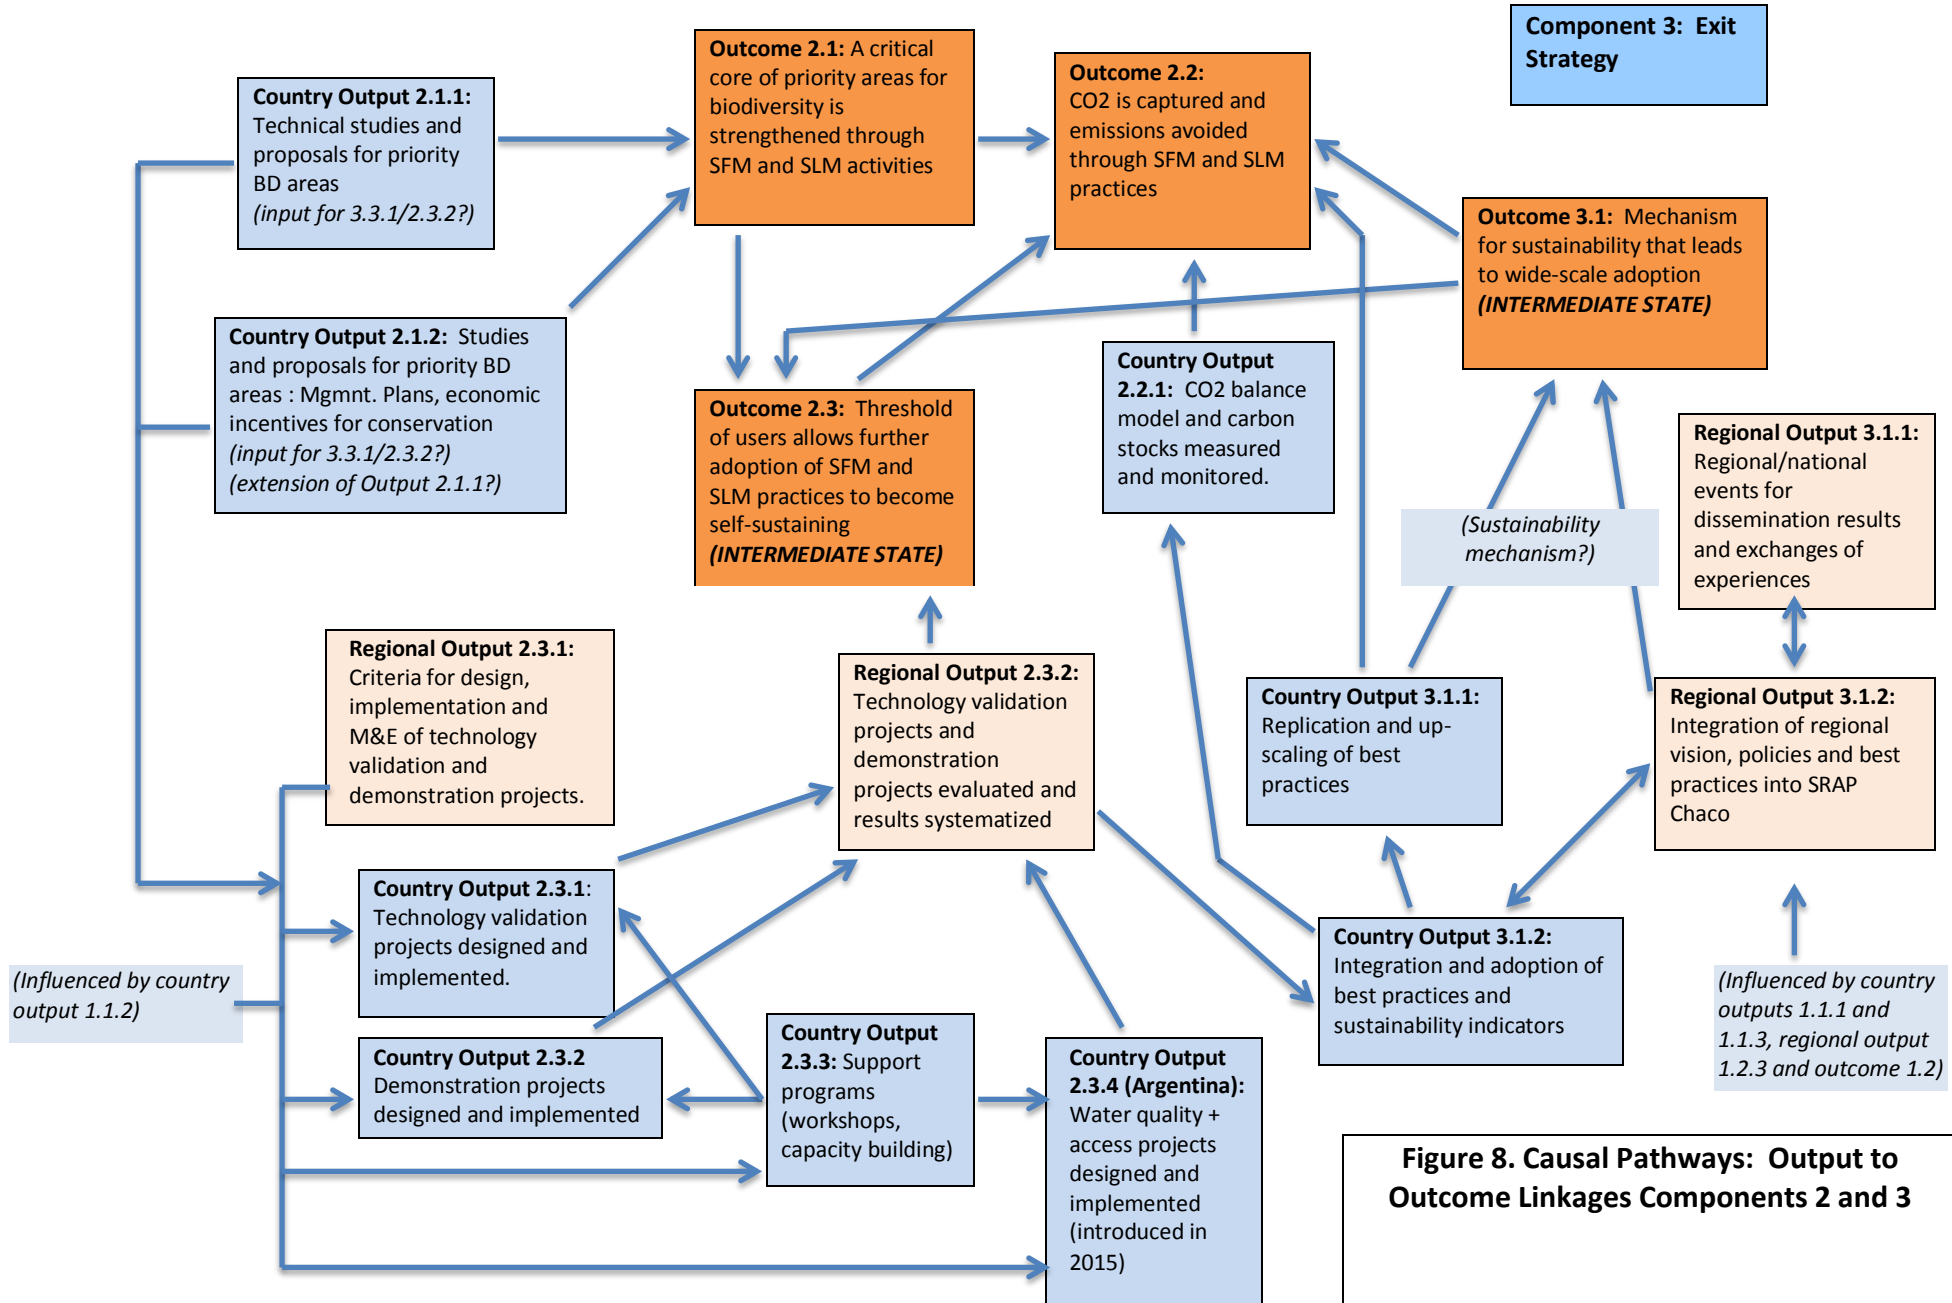 Component 3:  Exit
Strategy
Outcome 2.1: A critical
core of priority areas for
biodiversity is
strengthened through
SFM and SLM activities
Outcome 2.2:
CO2 is captured and
emissions avoided
through SFM and SLM
practices
Country Output 2.1.1:
Technical studies and
proposals for priority
BD areas
(input for 3.3.1/2.3.2?)
Outcome 3.1:  Mechanism
for sustainability that leads
to wide-scale adoption
(INTERMEDIATE STATE)
Country Output 2.1.2:  Studies
and proposals for priority BD
areas : Mgmnt. Plans, economic
incentives for conservation
(input for 3.3.1/2.3.2?)
(extension of Output 2.1.1?)
Outcome 2.3:  Threshold
of users allows further
adoption of SFM and
SLM practices to become
self-sustaining
(INTERMEDIATE STATE)
Country Output
2.2.1:  CO2 balance
model and carbon
stocks measured
and monitored.
Regional Output 3.1.1:
Regional/national
events for
dissemination results
and exchanges of
experiences
(Sustainability
mechanism?)
Regional Output 2.3.1:
Criteria for design,
implementation and
M&E of technology
validation and
demonstration projects.
Regional Output 2.3.2:
Technology validation
projects and
demonstration
projects evaluated and
results systematized
Country Output 3.1.1:
Replication and up-
scaling of best
practices
Regional Output 3.1.2:
Integration of regional
vision, policies and best
practices into SRAP
Chaco
Country Output 2.3.1:
Technology validation
projects designed and
implemented.
Country Output 3.1.2:
Integration and adoption of
best practices and
sustainability indicators
(Influenced by country
output 1.1.2)
(Influenced by country
outputs 1.1.1 and
1.1.3, regional output
1.2.3 and outcome 1.2)
Country Output 2.3.2
Demonstration projects
designed and implemented
Country Output
2.3.3: Support
programs
(workshops,
capacity building)
Country Output
2.3.4 (Argentina):
Water quality +
access projects
designed and
implemented
(introduced in
2015)
Figure 8. Causal Pathways:  Output to
Outcome Linkages Components 2 and 3